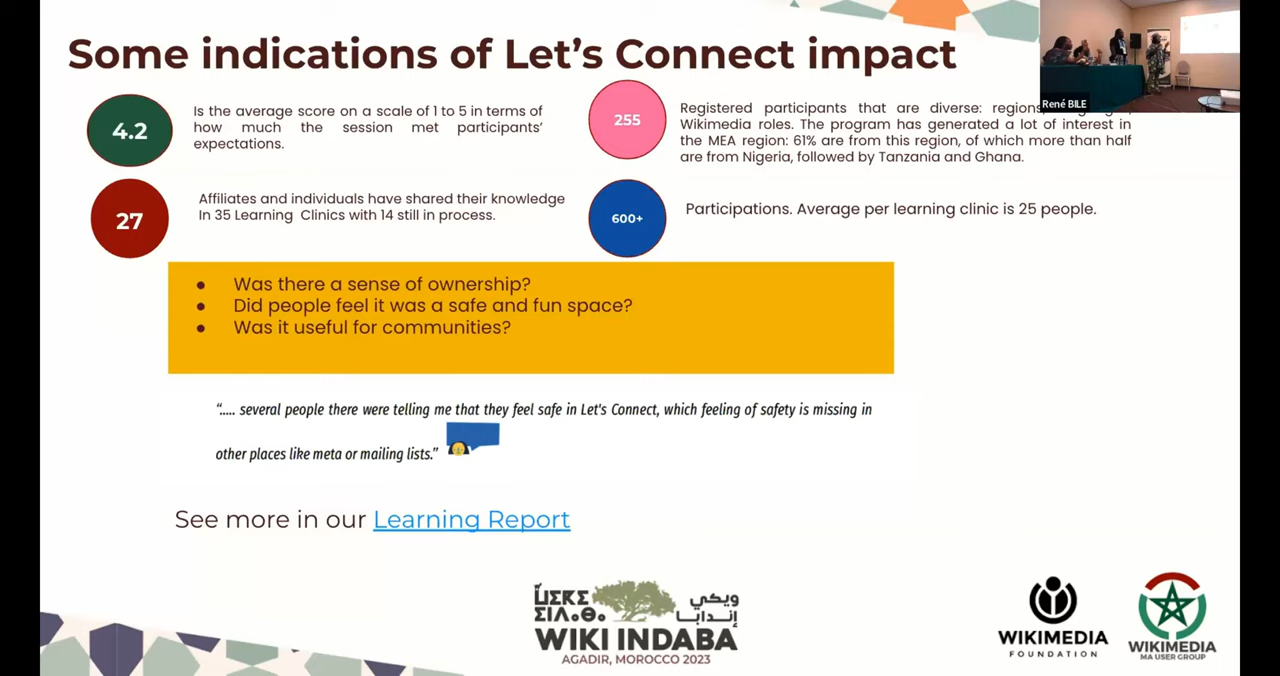 Some indications of Let's Connect impact
4.2
Is the average score on a scale of 1 to 5 in terms of
how much the session met participants'
expectations.
255
Registered participants that are diverse: regions,
Wikimedia roles. The program has generated a lot of interest in
the MEA region: 61% are from this region, of which more than half
are from Nigeria, followed by Tanzania and Ghana.
René BILE
27
Affiliates and individuals have shared their knowledge
In 35 Learning Clinics with 14 still in process.
600+
Participations. Average per learning clinic is 25 people.
● Was there a sense of ownership?
● Did people feel it was a safe and fun space?
● Was it useful for communities?
“..... several people there were telling me that they feel safe in Let's Connect, which feeling of safety is missing in
other places like meta or mailing lists.”
See more in our Learning Report
ويكي
إندابا
WIKI INDABA
AGADIR, MOROCCO 2023
WIKIMEDIA
FOUNDATION
WIKIMEDIA
MA USER GROUP